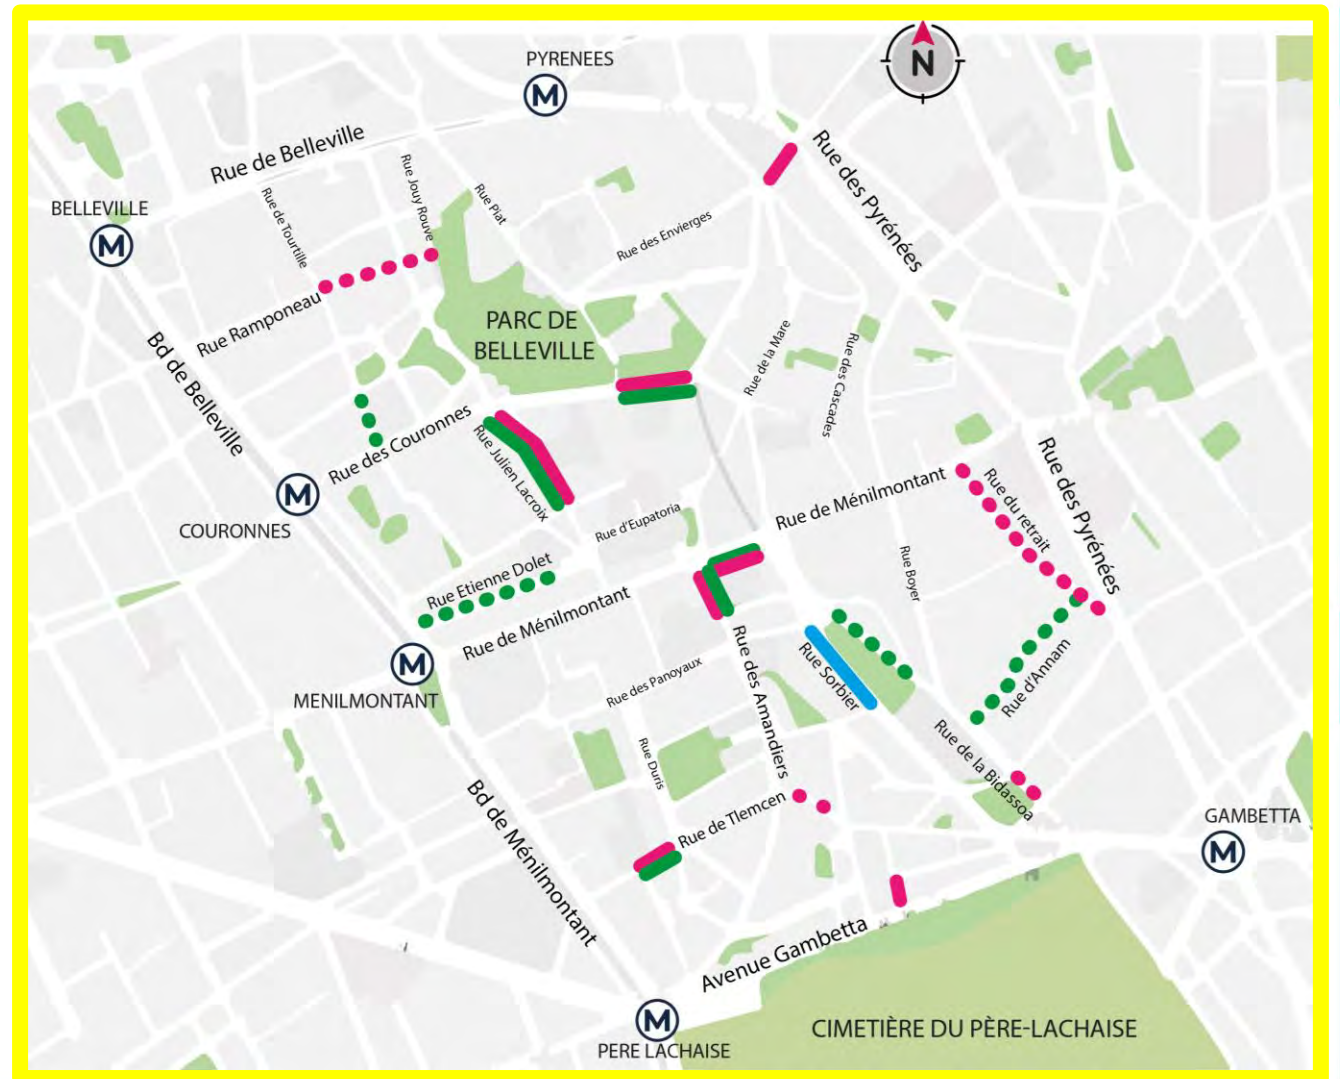 PYRENEES
M
N
Rue de Belleville
Rue des Pyrénées
Rue Jouy Rouve
Rue Piat
Rue de Tourtille
BELLEVILLE
M
Rue des Envierges
Rue Ramponeau
PARC DE
BELLEVILLE
Bd de Belleville
Rue de la Mare
Rue des Cascades
Rue des Couronnes
Rue Julien Lacroix
M
COURONNES
Rue d'Eupatoria
Rue de Ménilmontant
Rue du retrait
Rue des Pyrénées
Rue Boyer
Rue Etienne Dolet
Rue de Ménilmontant
M
MENILMONTANT
Rue des Panoyaux
Rue des Amandiers
Rue Sorbier
Rue d'Annam
Rue de la Bidassoa
Rue Duris
Rue de Tlemcen
Bd de Ménilmontant
GAMBETTA
M
Avenue Gambetta
M
PERE LACHAISE
CIMETIÈRE DU PÈRE-LACHAISE